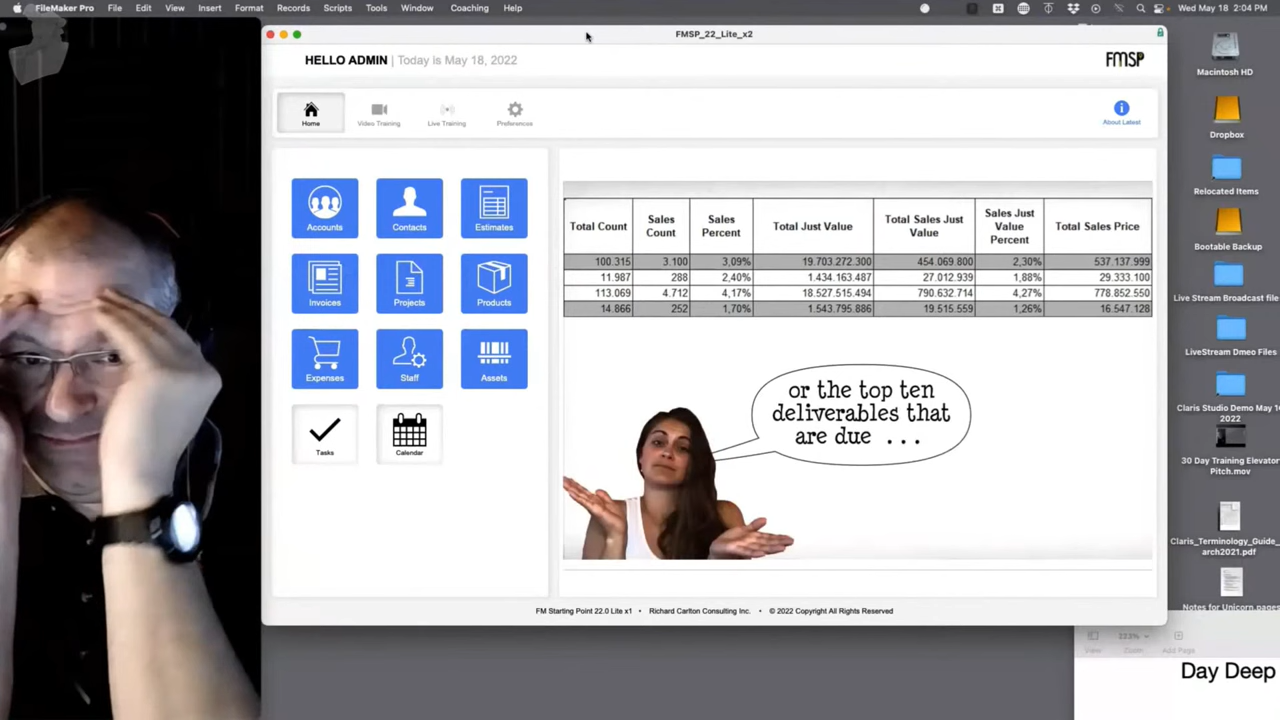 FileMaker Pro File Edit View Insert Format Records Scripts Tools Window Coaching Help Wed May 18 2:04 PM
FMSP_22_Lite_x2
HELLO ADMIN | Today is May 18, 2022
FMSP
Home Video Training Live Training Preferences
About Latest
Accounts Contacts Estimates
Invoices Projects Products
Expenses Staff Assets
Tasks Calendar
Total Count Sales Count Sales Percent Total Just Value Total Sales Just Value Sales Just Value Percent Total Sales Price
100.315 3.100 3,09% 19.703.272.300 454.069.800 2,30% 537.137.999
11.987 288 2,40% 1.434.163.487 27.012.939 1,88% 29.333.100
113.069 4.712 4,17% 18.527.515.494 790.632.714 4,27% 778.852.550
14.866 252 1,70% 1.543.795.886 19.515.559 1,26% 16.547.128
or the top ten
deliverables that
are due ...
FM Starting Point 22.0 Lite x1 • Richard Carlton Consulting Inc. • © 2022 Copyright All Rights Reserved
Macintosh HD
Dropbox
Relocated Items
Bootable Backup
Live Stream Broadcast file
LiveStream Dmeo Files
Claris Studio Demo May 1
2022
30 Day Training Elevator
Pitch.mov
Claris_Terminology_Guide_
arch2021.pdf
Notes for Unicorn.pages
233%
View Zoom Add Page
Day Deep